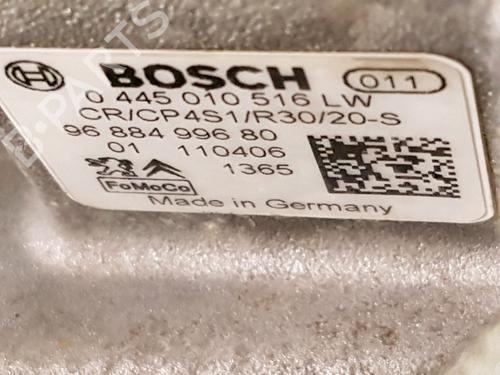 BOSCH 011
0 445 010 516 LW
CR/CP4S1/R30/20-S
96 884 996 80
01 110406
1365
FoMoCo
Made in Germany
B-PARTS